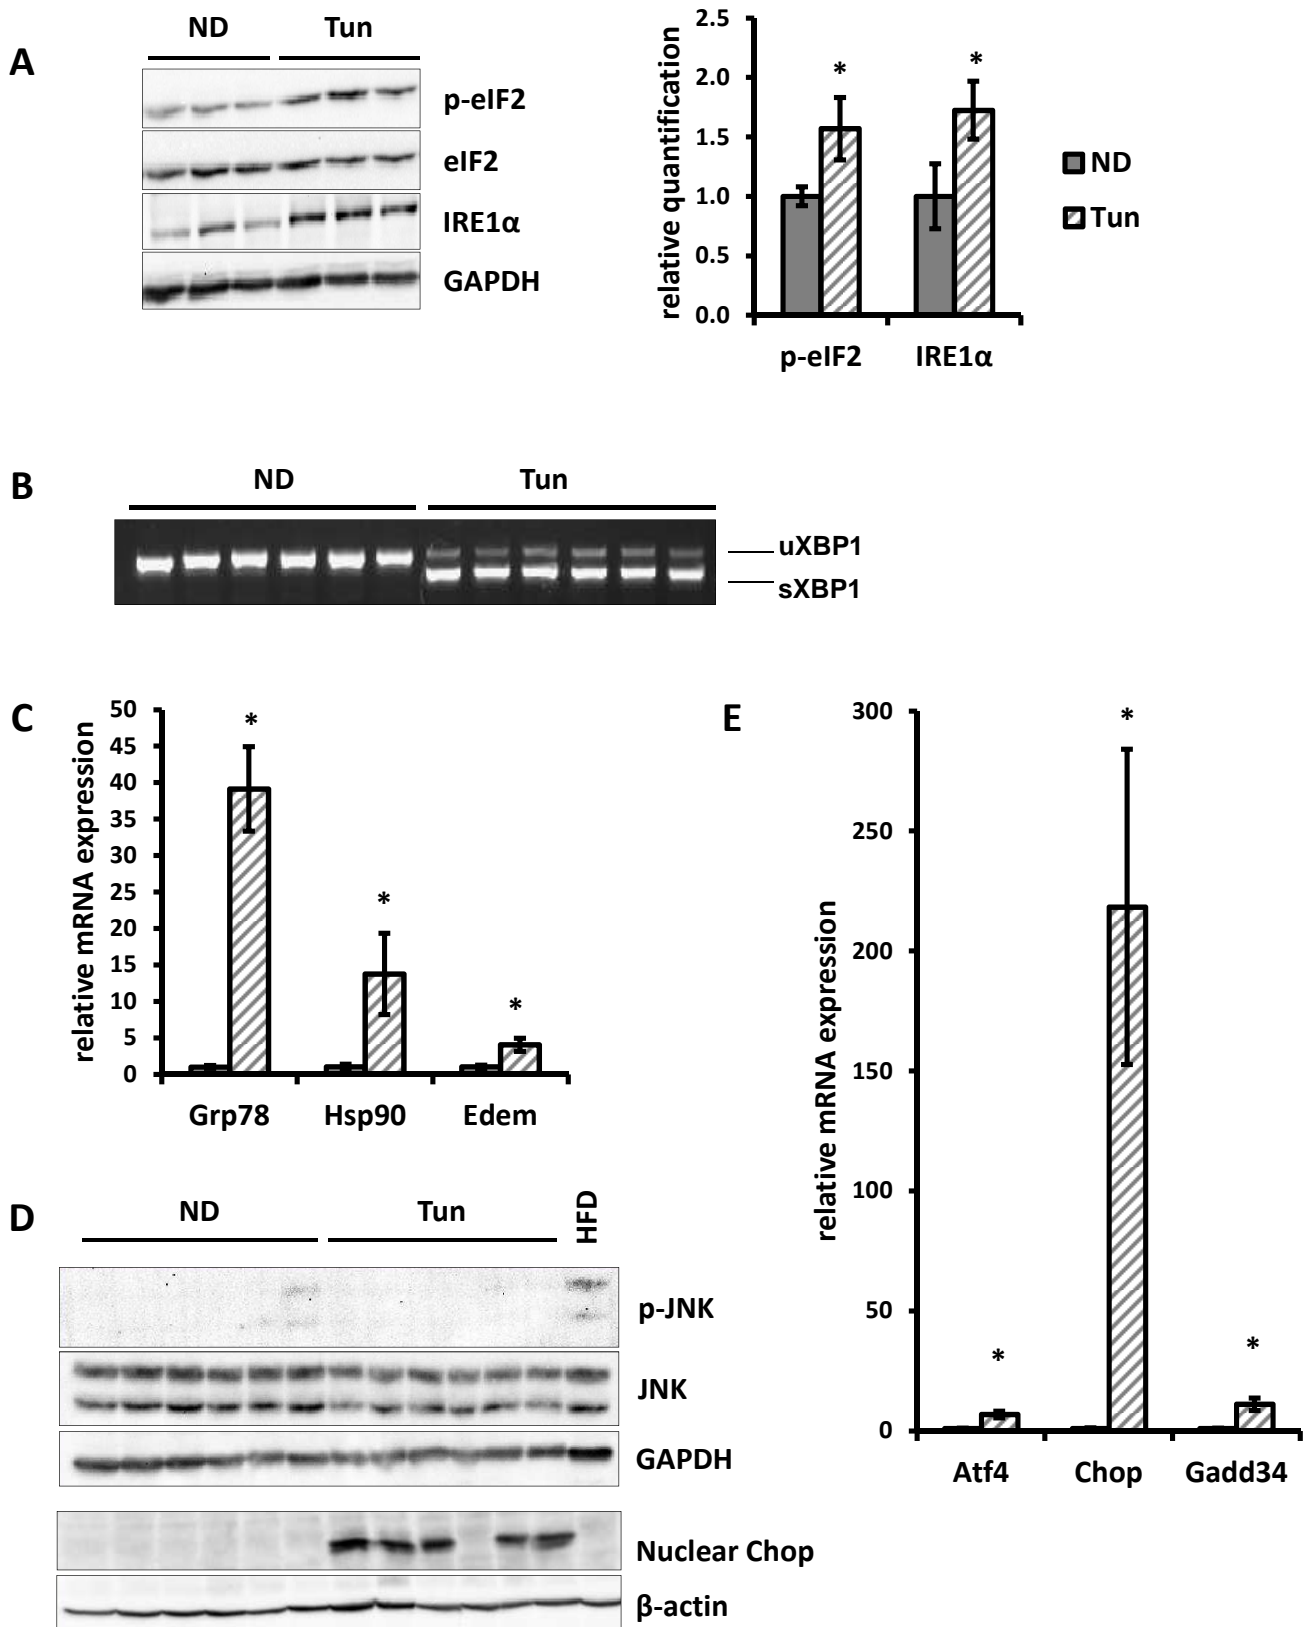 A
ND Tun
p-eIF2
eIF2
IRE1α
GAPDH
relative quantification
2.5
2.0
1.5
1.0
0.5
0.0
* *
p-eIF2 IRE1α
ND
Tun
B
ND Tun
uXBP1
sXBP1
C
relative mRNA expression
50
45
40
35
30
25
20
15
10
5
0
* * *
Grp78 Hsp90 Edem
D
ND Tun HFD
p-JNK
JNK
GAPDH
Nuclear Chop
β-actin
E
relative mRNA expression
300
250
200
150
100
50
0
* * *
Atf4 Chop Gadd34